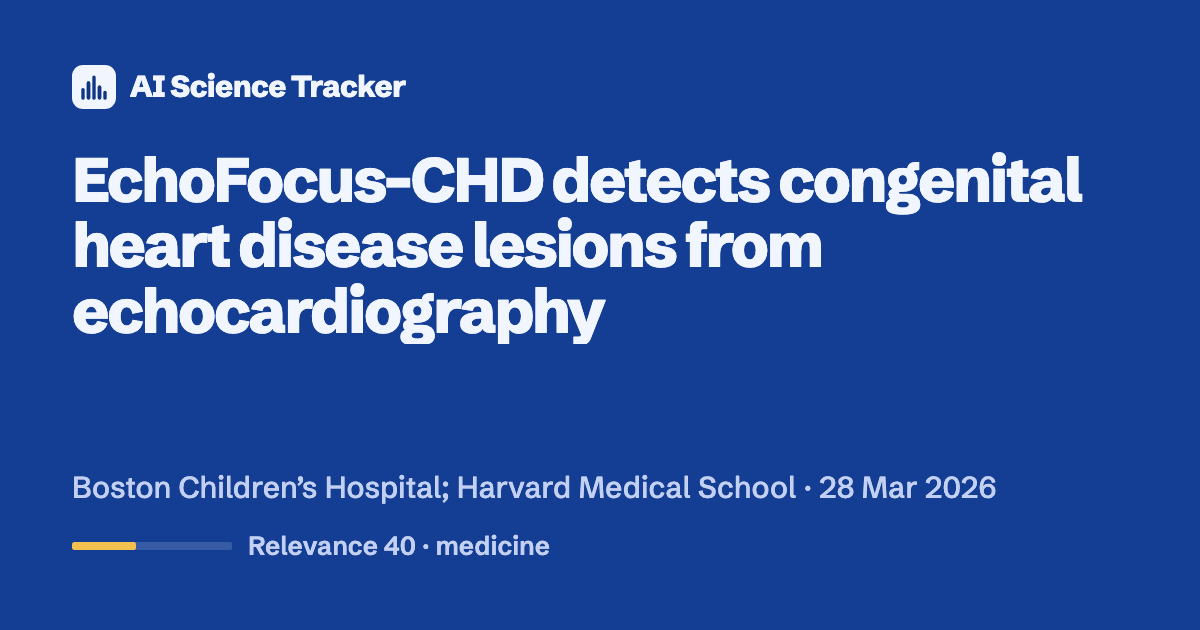 AI Science Tracker
EchoFocus-CHD detects congenital
heart disease lesions from
echocardiography
Boston Children’s Hospital; Harvard Medical School · 28 Mar 2026
Relevance 40 · medicine